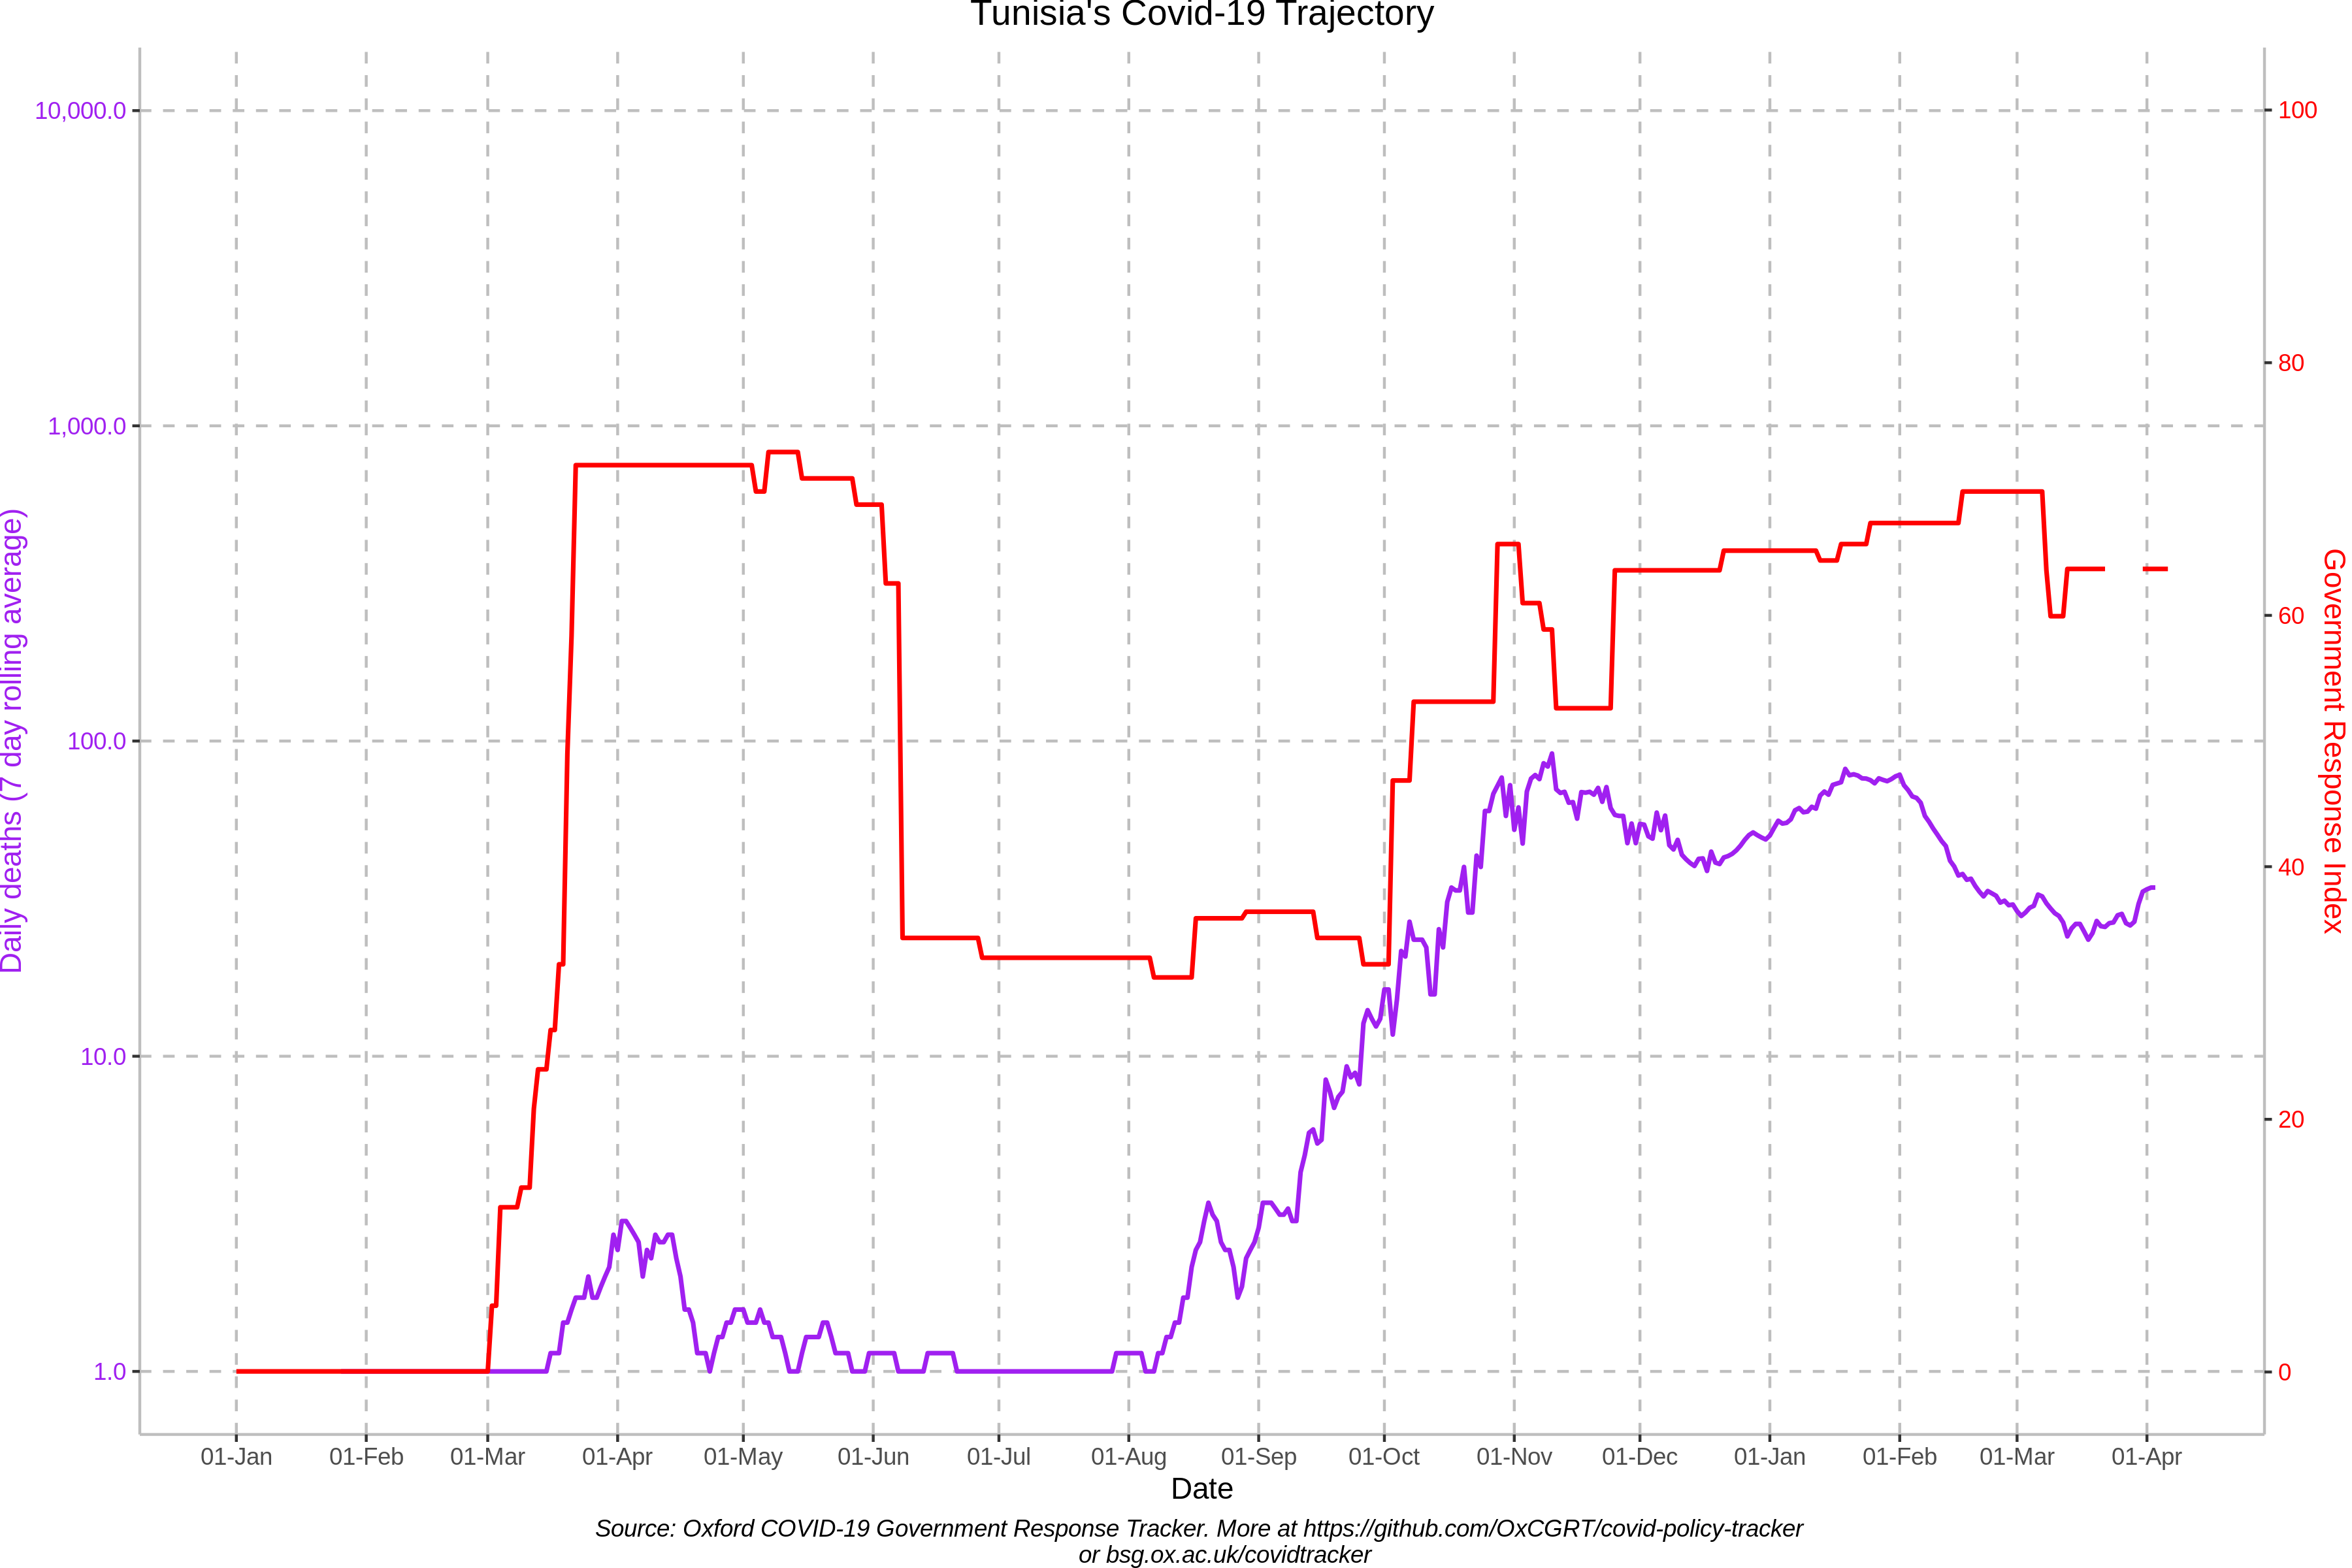 Tunisia's Covid-19 Trajectory
Daily deaths (7 day rolling average)
10,000.0
1,000.0
100.0
10.0
1.0
100
80
60
40
20
0
Government Response Index
01-Jan 01-Feb 01-Mar 01-Apr 01-May 01-Jun 01-Jul 01-Aug 01-Sep 01-Oct 01-Nov 01-Dec 01-Jan 01-Feb 01-Mar 01-Apr
Date
Source: Oxford COVID-19 Government Response Tracker. More at https://github.com/OxCGRT/covid-policy-tracker
or bsg.ox.ac.uk/covidtracker